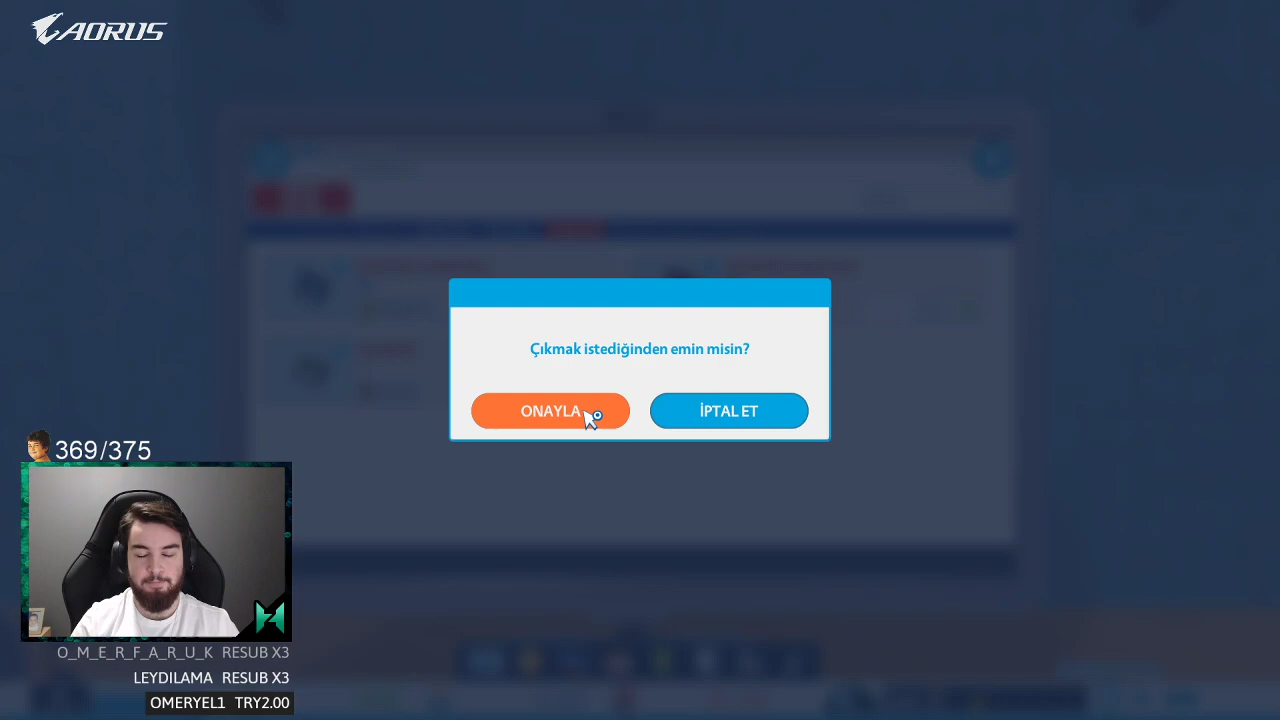 AORUS
Çıkmak istediğinden emin misin?
ONAYLA
İPTAL ET
369/375
O_M_E_R_F_A_R_U_K RESUB X3
LEYDILAMA RESUB X3
OMERYEL1 TRY2.00